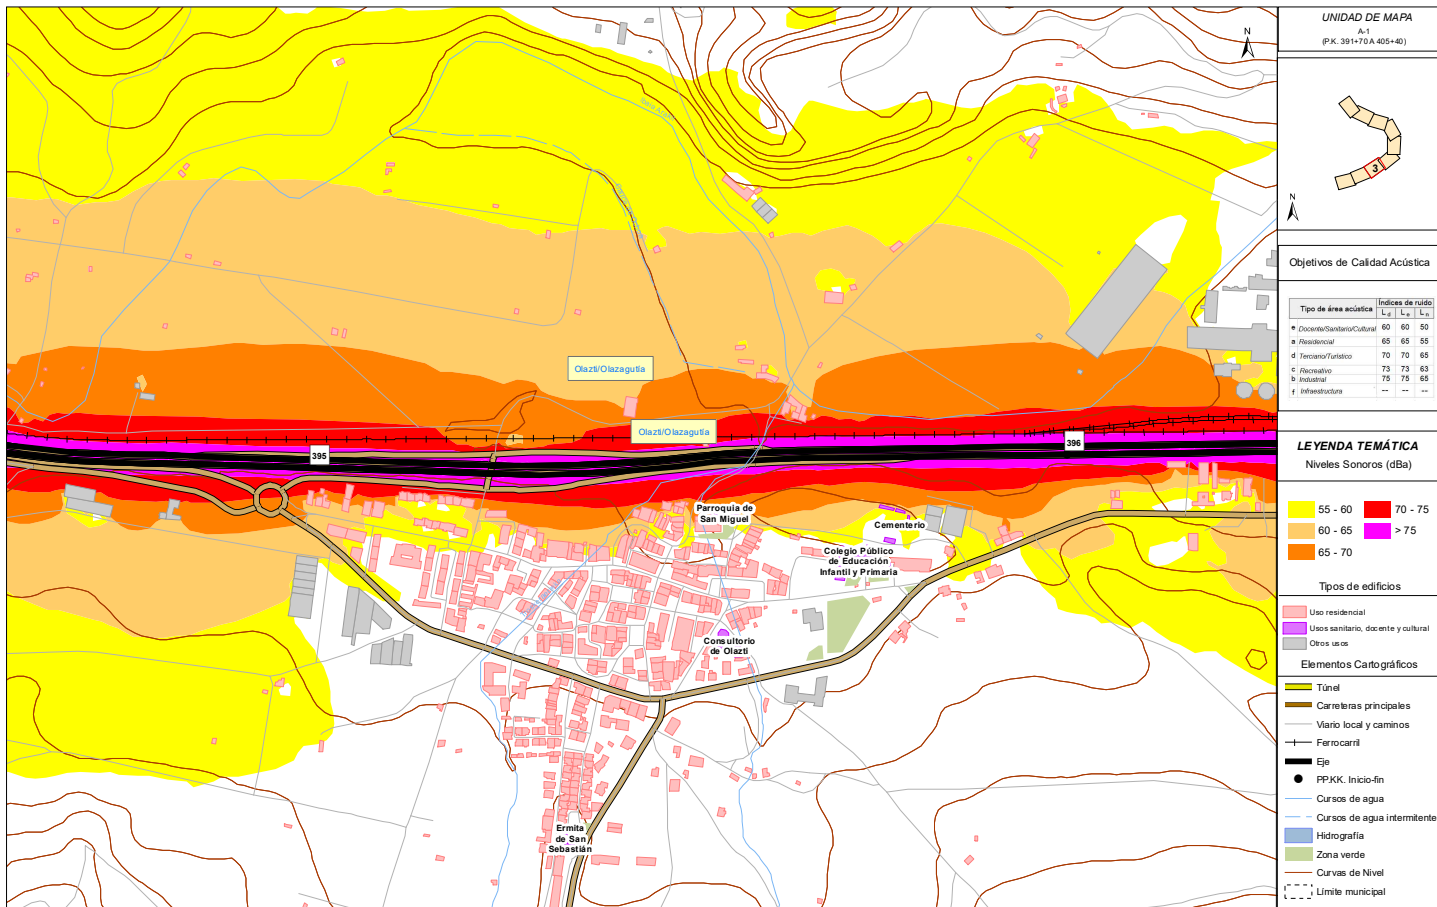 UNIDAD DE MAPA
A-1
(P.K. 391+70 A 405+40)
N
3
N
Objetivos de Calidad Acústica
Tipo de área acústica
Índices de ruido
L d L e L n
e Docente/Sanitario/Cultural 60 60 50
a Residencial 65 65 55
d Terciario/Turístico 70 70 65
c Recreativo 73 73 63
b Industrial 75 75 65
f Infraestructura -- -- --
LEYENDA TEMÁTICA
Niveles Sonoros (dBa)
55 - 60
70 - 75
60 - 65
> 75
65 - 70
Tipos de edificios
Uso residencial
Usos sanitario, docente y cultural
Otros usos
Elementos Cartográficos
Túnel
Carreteras principales
Viario local y caminos
Ferrocarril
Eje
PP.KK. Inicio-fin
Cursos de agua
Cursos de agua intermitente
Hidrografía
Zona verde
Curvas de Nivel
Límite municipal
Olazti/Olazagutía
Olazti/Olazagutía
395
396
Parroquia de
San Miguel
Cementerio
Colegio Público
de Educación
Infantil y Primaria
Consultorio
de Olazti
Ermita
de San
Sebastián